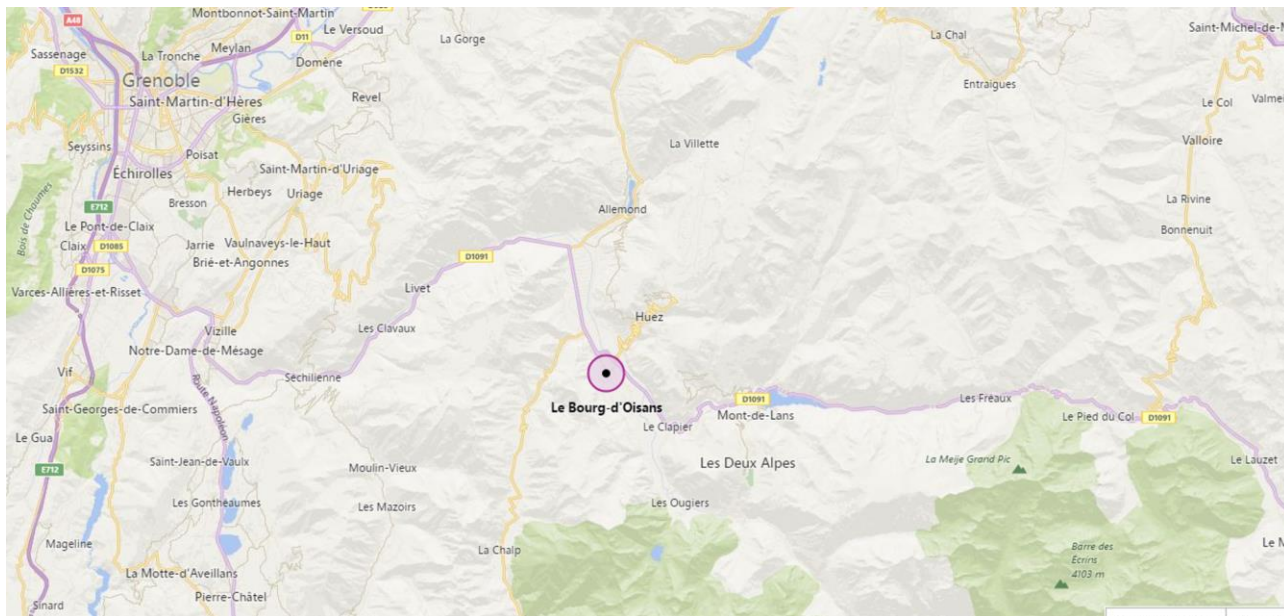 Montbonnot-Saint-Martin
A48
Le Versoud
La Chal
Saint-Michel-de-M
Sassenage
La Tronche
Meylan
D11
La Gorge
Domène
D1532
Grenoble
Entraigues
Saint-Martin-d'Hères
Revel
Le Col
Valmei
Gières
Seyssins
Poisat
La Villette
Valloire
Échirolles
Saint-Martin-d'Uriage
Bois de Chaumes
Herbeys
Uriage
Bresson
La Rivine
E712
Allemond
Le Pont-de-Claix
Bonnenuit
Claix
D1085
Jarrie
Vaulnaveys-le-Haut
D1075
Brié-et-Angonnes
D1091
Varces-Allières-et-Risset
Livet
Huez
Les Clavaux
Vizille
Notre-Dame-de-Mésage
Vif
Séchilienne
Route Napoléon
D1091
Les Fréaux
Saint-Georges-de-Commiers
Le Bourg-d'Oisans
Mont-de-Lans
Le Pied du Col
D1091
Le Clapier
Le Gua
Saint-Jean-de-Vaulx
Les Deux Alpes
La Meije Grand Pic
Le Lauzet
E712
Moulin-Vieux
Les Gontheaumes
Les Mazoirs
Les Ougiers
Mageline
La Chalp
Barre des
Écrins
4103 m
Le M
La Motte-d'Aveillans
Pierre-Châtel
Sinard